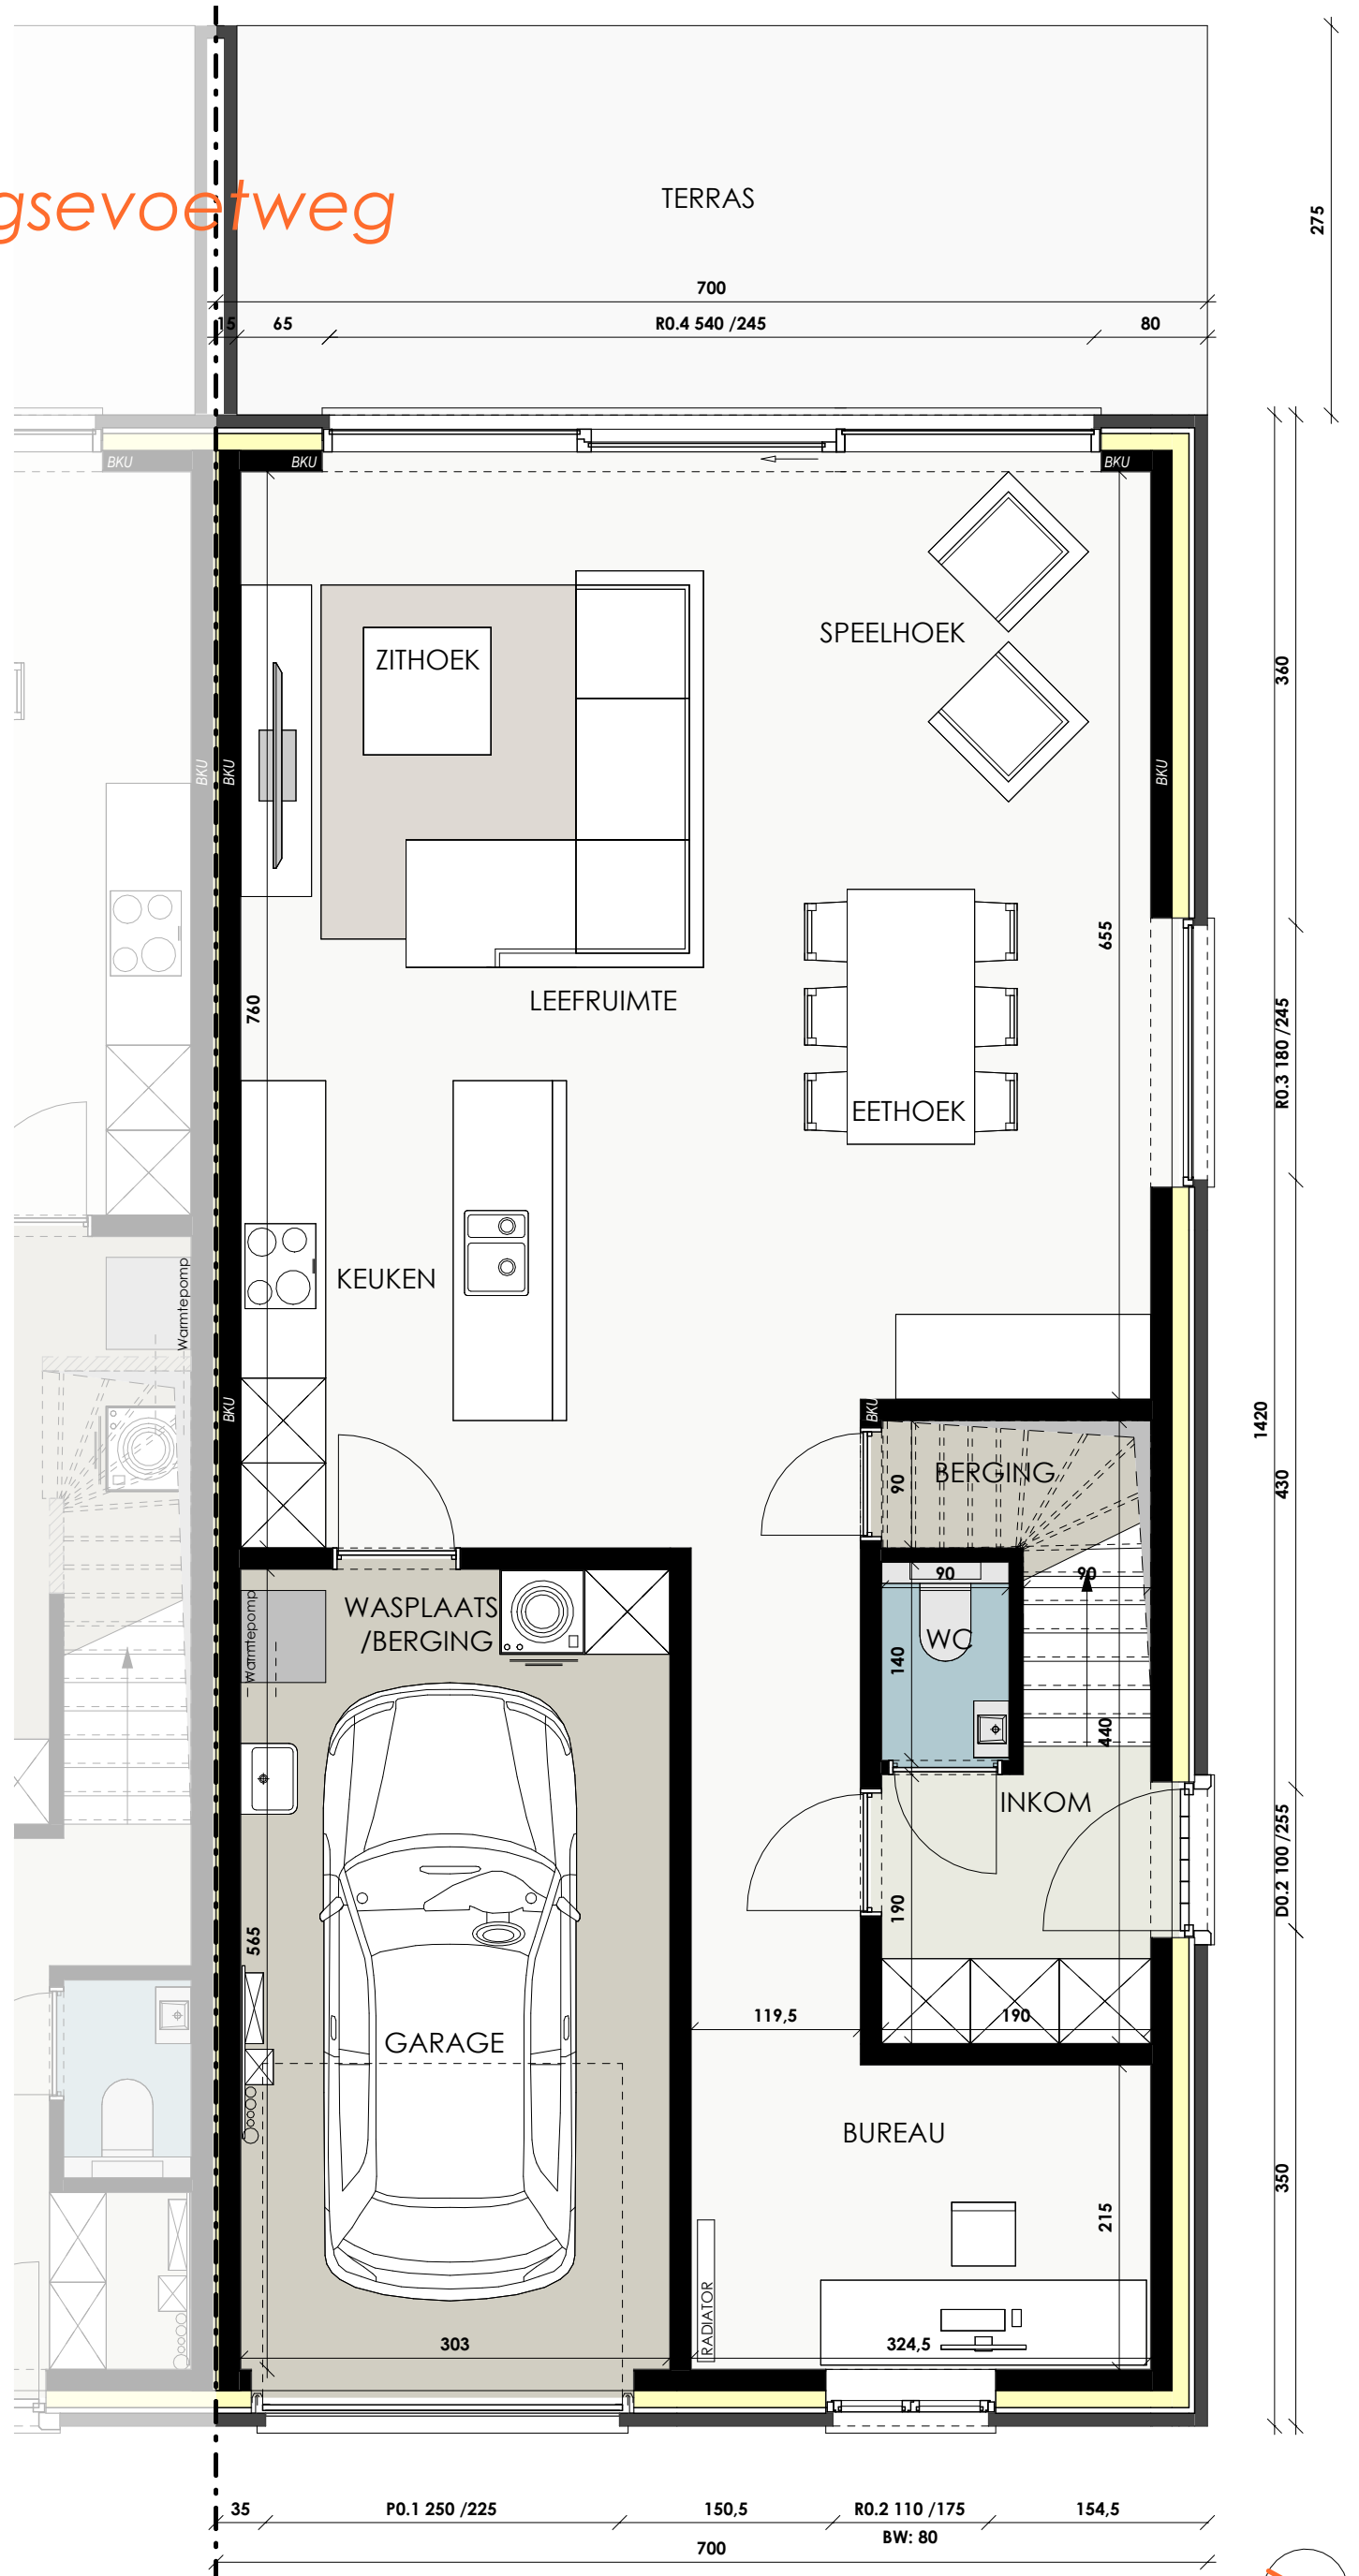 TERRAS
gsevoetweg
275
700
15 65 R0.4 540 /245 80
BKU BKU BKU
SPEELHOEK
ZITHOEK
360
BKU BKU BKU
655
LEEFRUIMTE
760
R0.3 180 /245
EETHOEK
KEUKEN
Warmtepomp
BKU BKU
1420
BERGING
90
430
90 90
WASPLAATS
/BERGING
Warmtepomp
WC
140
440
INKOM
D0.2 100 /255
190
565
119,5 190
GARAGE
BUREAU
350
215
RADIATOR
303 324,5
35 P0.1 250 /225 150,5 R0.2 110 /175 154,5
BW: 80
700